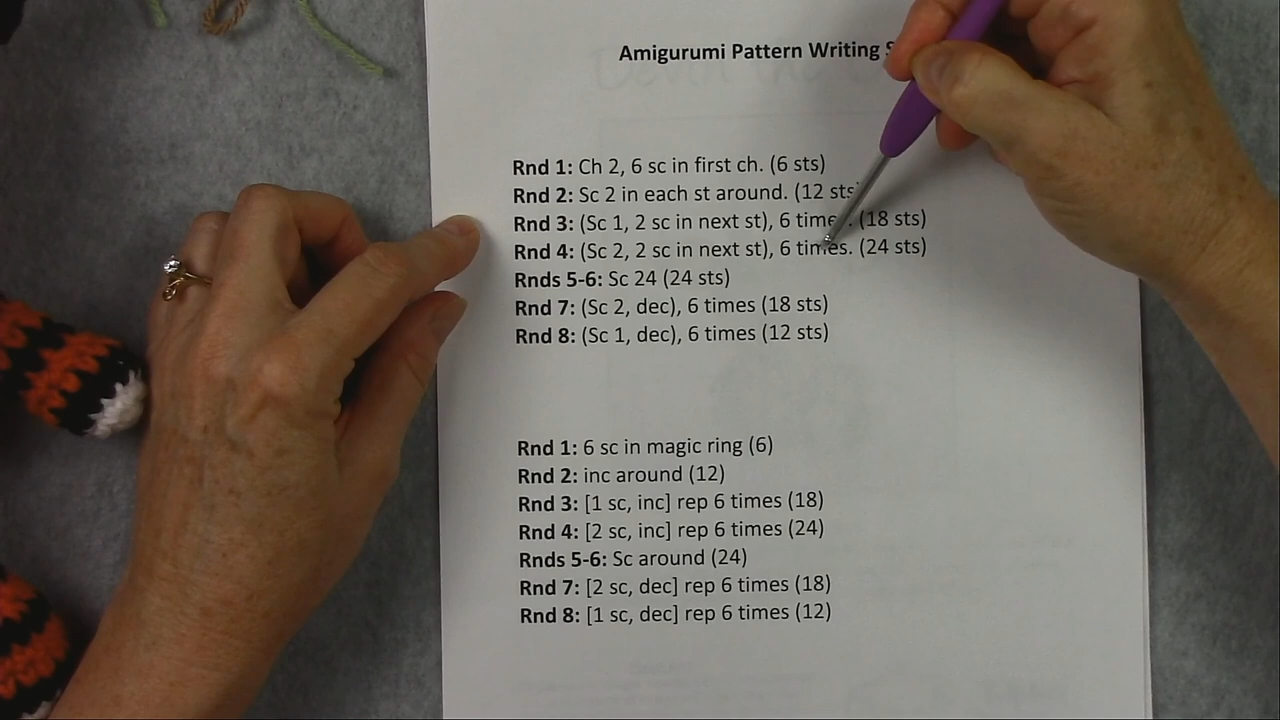 Amigurumi Pattern Writing
Rnd 1: Ch 2, 6 sc in first ch. (6 sts)
Rnd 2: Sc 2 in each st around. (12 sts
Rnd 3: (Sc 1, 2 sc in next st), 6 times. (18 sts)
Rnd 4: (Sc 2, 2 sc in next st), 6 times. (24 sts)
Rnds 5-6: Sc 24 (24 sts)
Rnd 7: (Sc 2, dec), 6 times (18 sts)
Rnd 8: (Sc 1, dec), 6 times (12 sts)
Rnd 1: 6 sc in magic ring (6)
Rnd 2: inc around (12)
Rnd 3: [1 sc, inc] rep 6 times (18)
Rnd 4: [2 sc, inc] rep 6 times (24)
Rnds 5-6: Sc around (24)
Rnd 7: [2 sc, dec] rep 6 times (18)
Rnd 8: [1 sc, dec] rep 6 times (12)